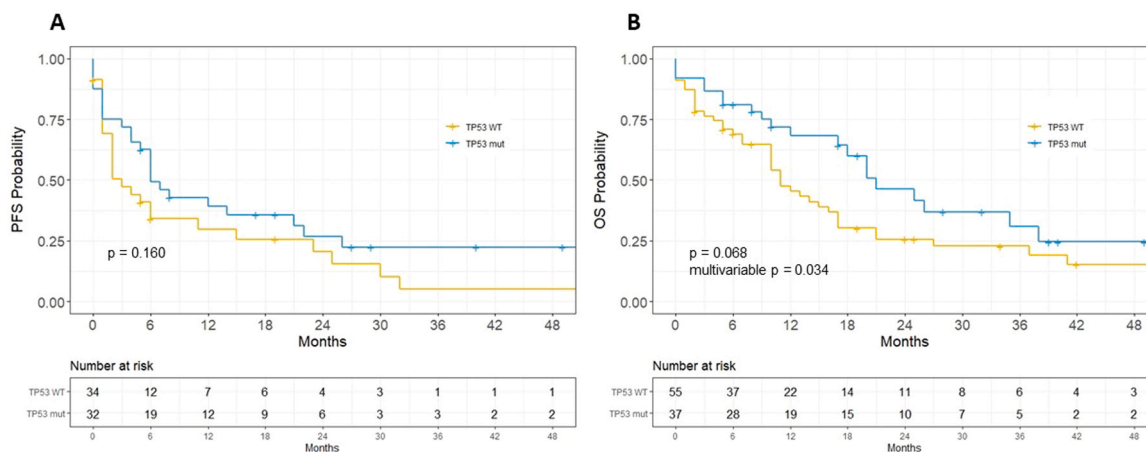 A
PFS Probability
1.00
0.75
0.50
0.25
0.00
TP53 WT
TP53 mut
p = 0.160
0 6 12 18 24 30 36 42 48
Months
Number at risk
TP53 WT 34 12 7 6 4 3 1 1 1
TP53 mut 32 19 12 9 6 3 3 2 2
0 6 12 18 24 30 36 42 48
Months
B
OS Probability
1.00
0.75
0.50
0.25
0.00
TP53 WT
TP53 mut
p = 0.068
multivariable p = 0.034
0 6 12 18 24 30 36 42 48
Months
Number at risk
TP53 WT 55 37 22 14 11 8 6 4 3
TP53 mut 37 28 19 15 10 7 5 2 2
0 6 12 18 24 30 36 42 48
Months